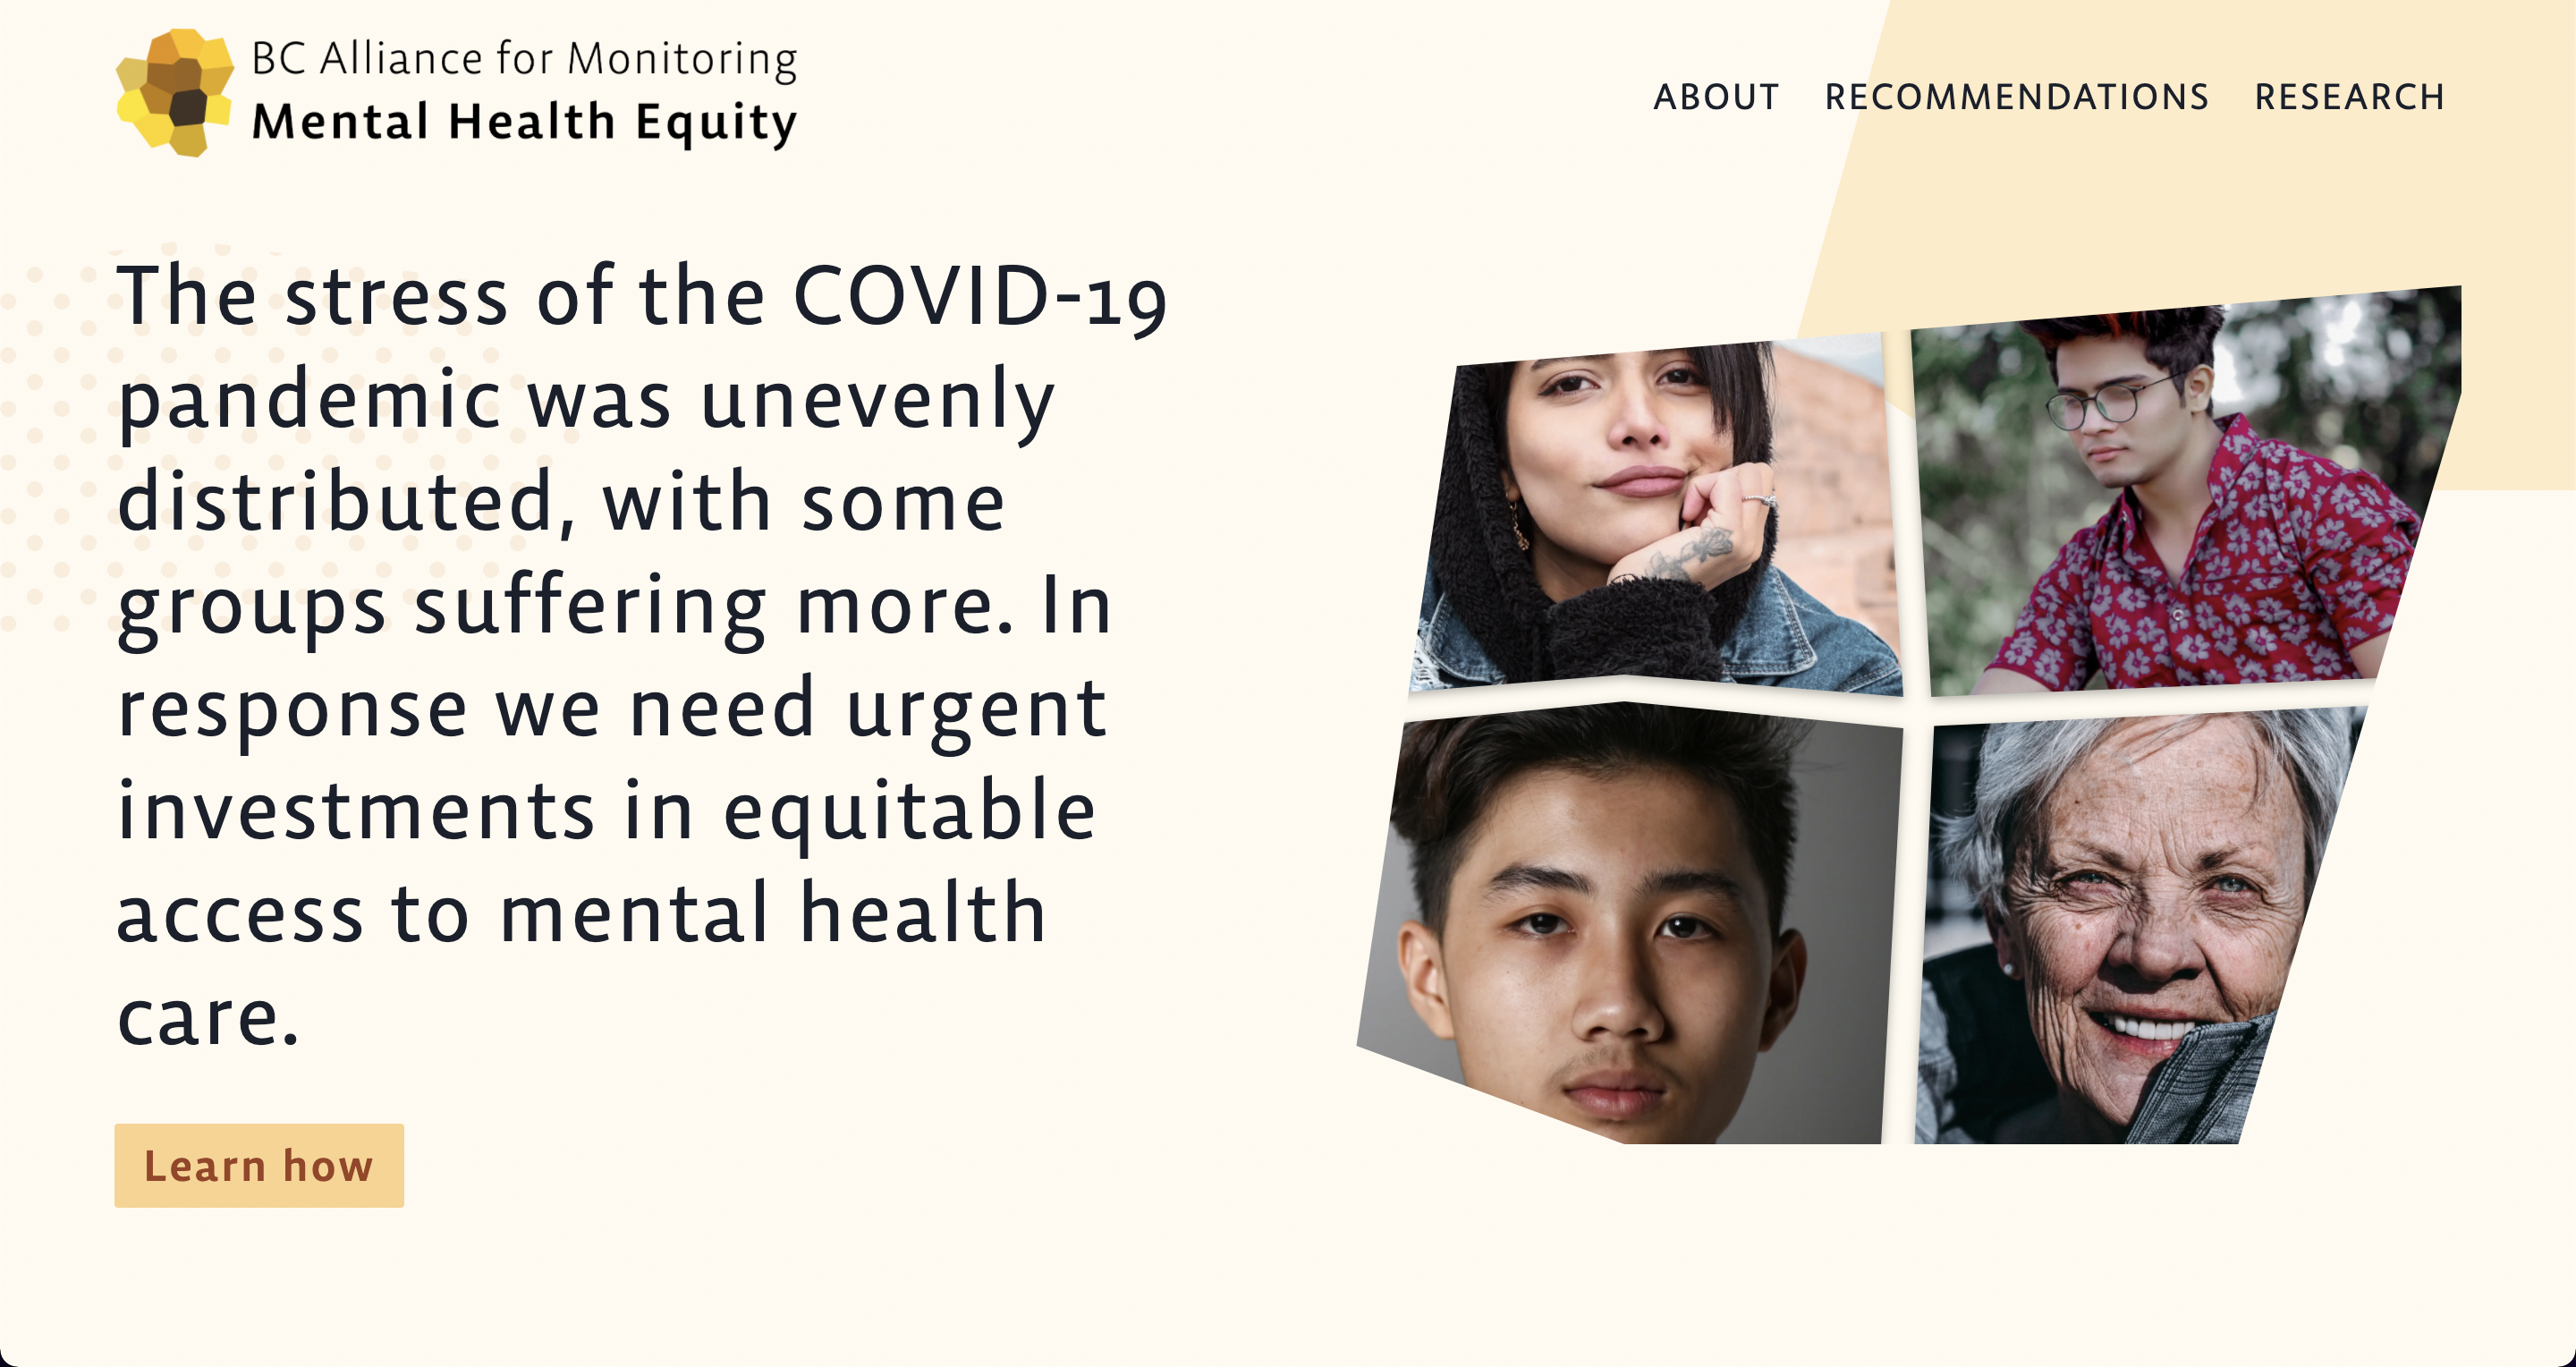 BC Alliance for Monitoring
Mental Health Equity
ABOUT RECOMMENDATIONS RESEARCH
The stress of the COVID-19
pandemic was unevenly
distributed, with some
groups suffering more. In
response we need urgent
investments in equitable
access to mental health
care.
Learn how